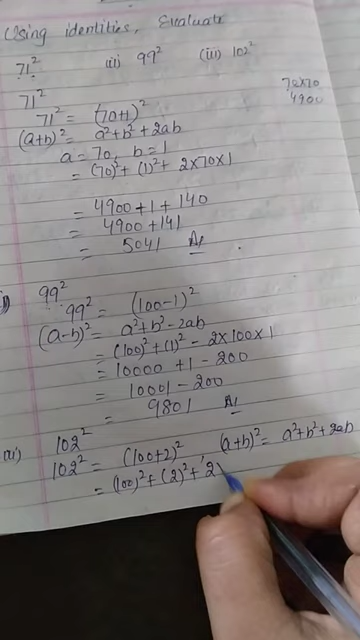 Using identities, Evaluate
71² (ii) 99² (iii) 102²
71²
70×70
4900
71² = (70+1)²
(a+b)² = a²+b²+2ab
a = 70, b = 1
= (70)² + (1)² + 2×70×1
= 4900 + 1 + 140
= 4900 + 141
= 5041
99²
99² = (100-1)²
(a-b)² = a²+b²-2ab
= (100)² + (1)² - 2×100×1
= 10000 + 1 - 200
= 10001 - 200
= 9801
(iii) 102²
102² = (100+2)² (a+b)² = a²+b²+2ab
= (100)² + (2)² + 2